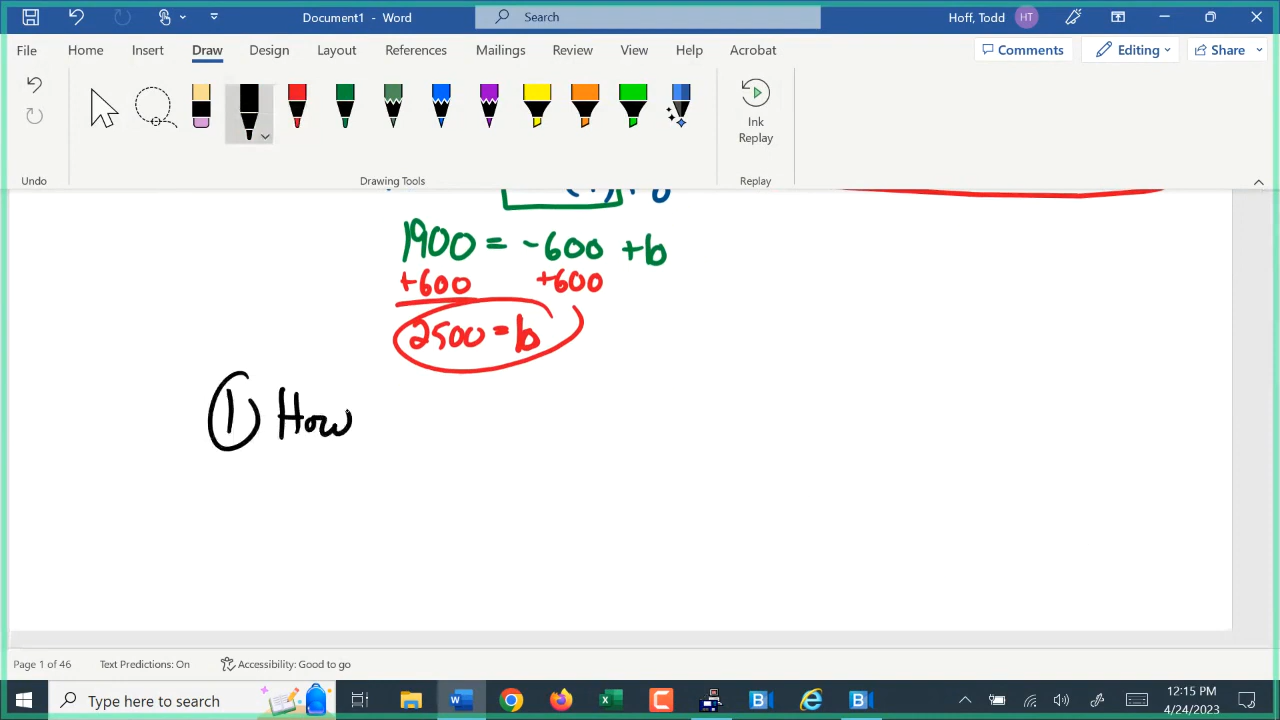 Document1 - Word
Search
Hoff, Todd
HT
File Home Insert Draw Design Layout References Mailings Review View Help Acrobat
Comments
Editing
Share
Ink Replay
Undo
Drawing Tools
Replay
1900 = -600 + b
+600 +600
2500 = b
① How
Page 1 of 46
Text Predictions: On
Accessibility: Good to go
Type here to search
12:15 PM
4/24/2023